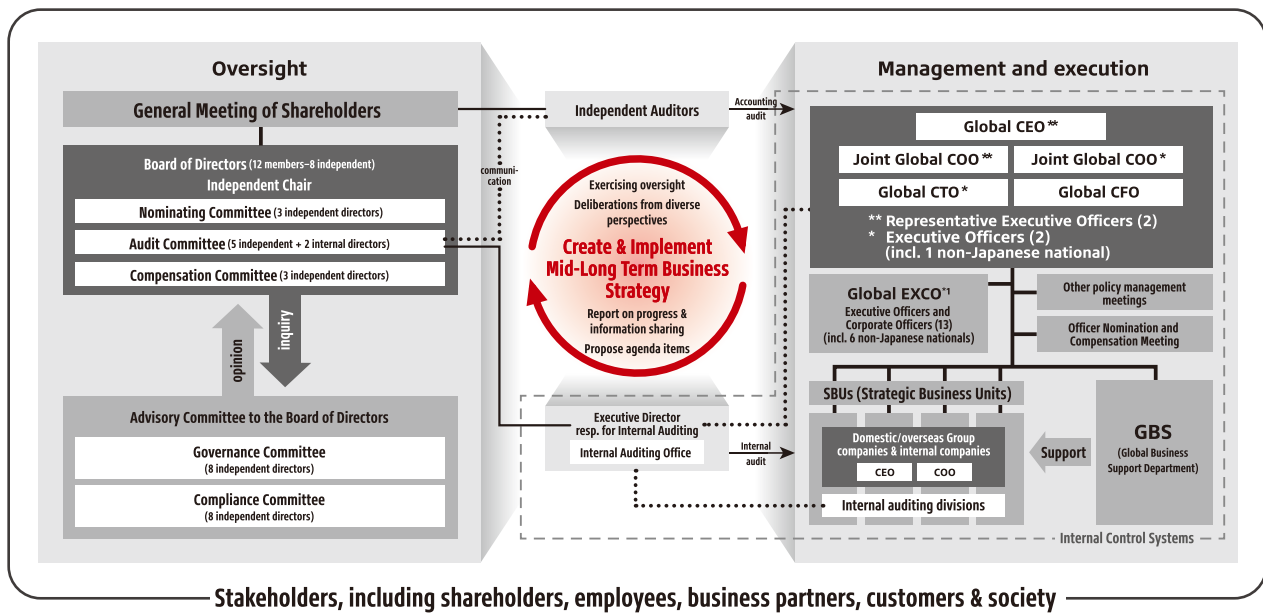 Oversight
General Meeting of Shareholders
Board of Directors (12 members–8 independent)
Independent Chair
Nominating Committee (3 independent directors)
Audit Committee (5 independent + 2 internal directors)
Compensation Committee (3 independent directors)
opinion
inquiry
Advisory Committee to the Board of Directors
Governance Committee
(8 independent directors)
Compliance Committee
(8 independent directors)
communi-
cation
Independent Auditors
Accounting
audit
Exercising oversight
Deliberations from diverse
perspectives
Create & Implement
Mid-Long Term Business
Strategy
Report on progress &
information sharing
Propose agenda items
Executive Director
resp. for Internal Auditing
Internal Auditing Office
Internal
audit
Management and execution
Global CEO**
Joint Global COO**
Joint Global COO*
Global CTO*
Global CFO
** Representative Executive Officers (2)
* Executive Officers (2)
(incl. 1 non-Japanese national)
Global EXCO*1
Executive Officers and
Corporate Officers (13)
(incl. 6 non-Japanese nationals)
Other policy management
meetings
Officer Nomination and
Compensation Meeting
SBUs (Strategic Business Units)
Domestic/overseas Group
companies & internal companies
CEO
COO
Internal auditing divisions
Support
GBS
(Global Business
Support Department)
Internal Control Systems
Stakeholders, including shareholders, employees, business partners, customers & society